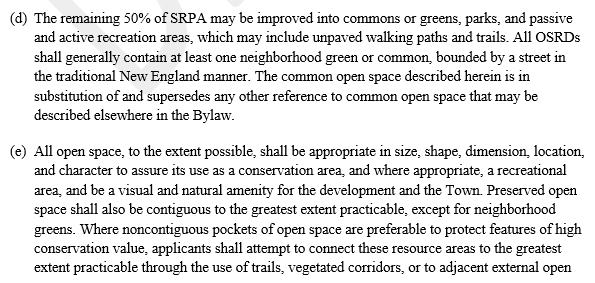 (d) The remaining 50% of SRPA may be improved into commons or greens, parks, and passive
and active recreation areas, which may include unpaved walking paths and trails. All OSRDs
shall generally contain at least one neighborhood green or common, bounded by a street in
the traditional New England manner. The common open space described herein is in
substitution of and supersedes any other reference to common open space that may be
described elsewhere in the Bylaw.
(e) All open space, to the extent possible, shall be appropriate in size, shape, dimension, location,
and character to assure its use as a conservation area, and where appropriate, a recreational
area, and be a visual and natural amenity for the development and the Town. Preserved open
space shall also be contiguous to the greatest extent practicable, except for neighborhood
greens. Where noncontiguous pockets of open space are preferable to protect features of high
conservation value, applicants shall attempt to connect these resource areas to the greatest
extent practicable through the use of trails, vegetated corridors, or to adjacent external open